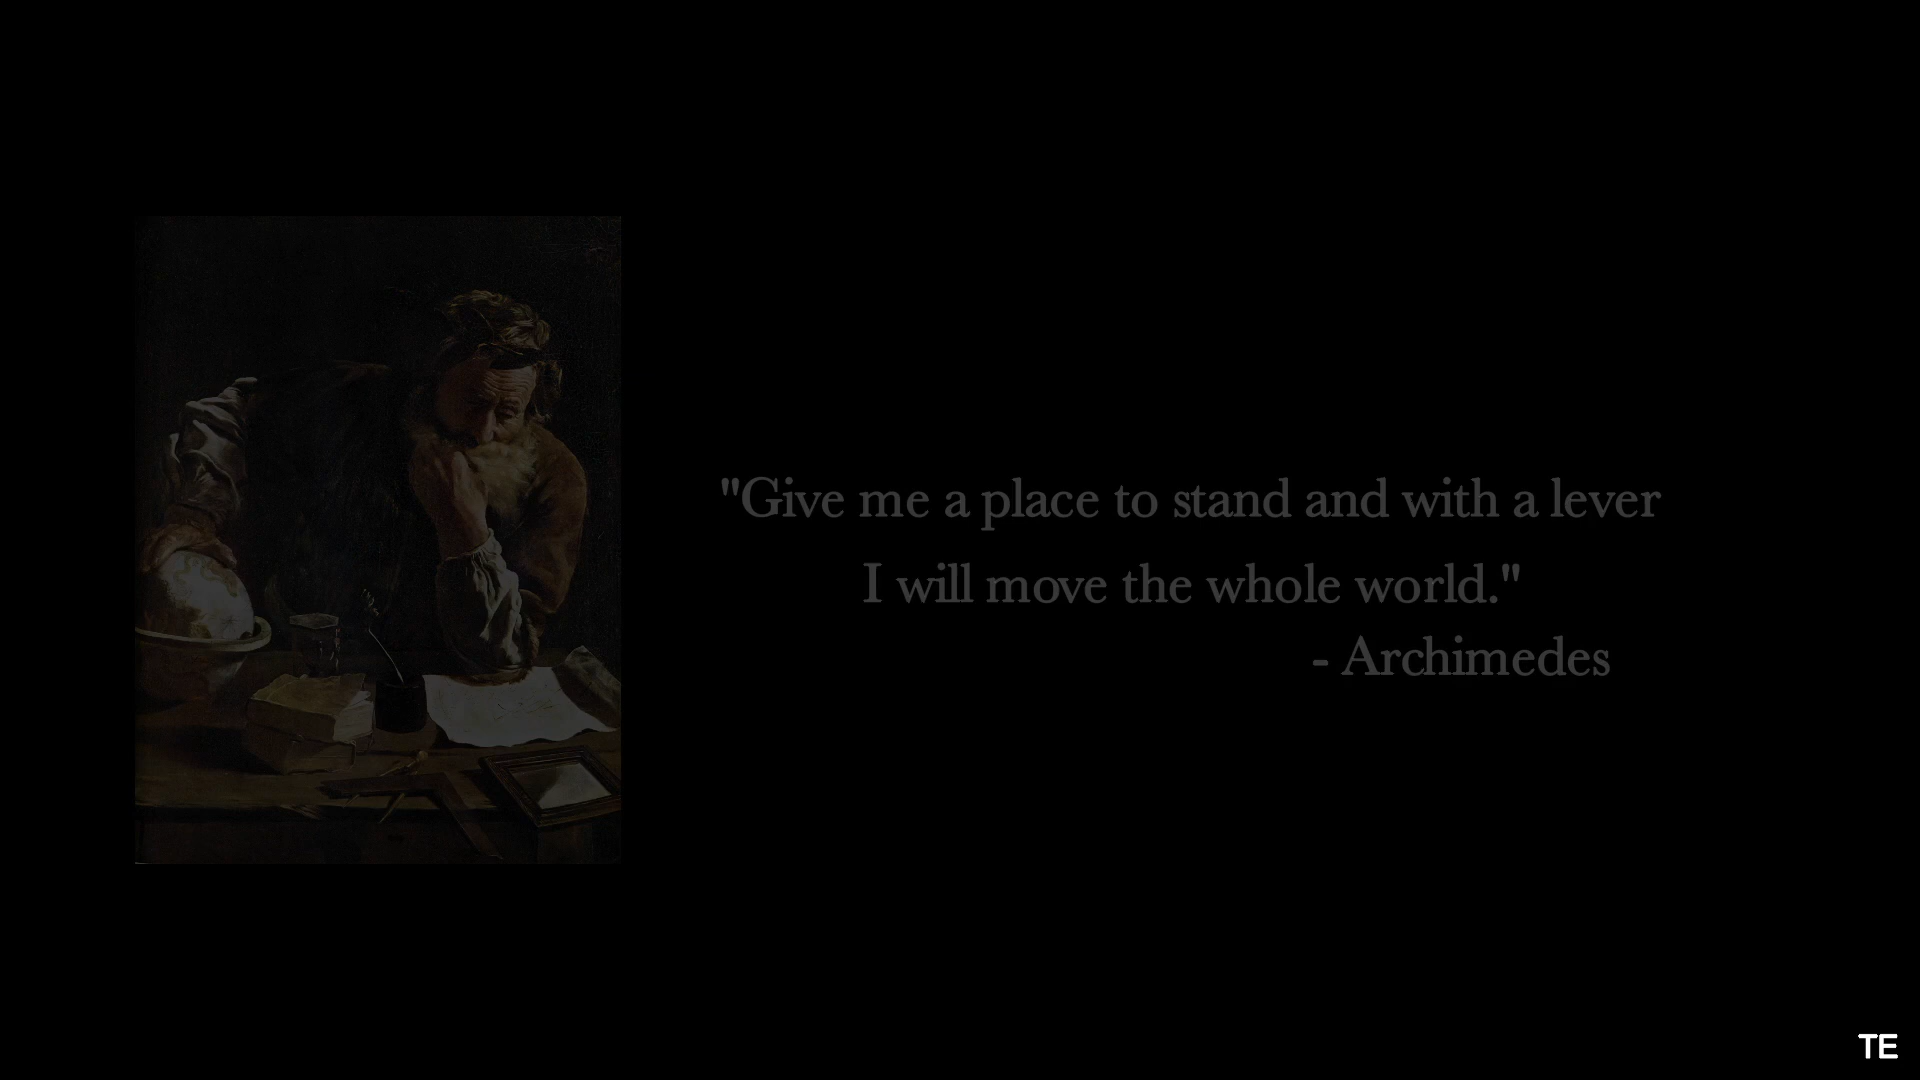 "Give me a place to stand and with a lever
I will move the whole world."
- Archimedes
TE